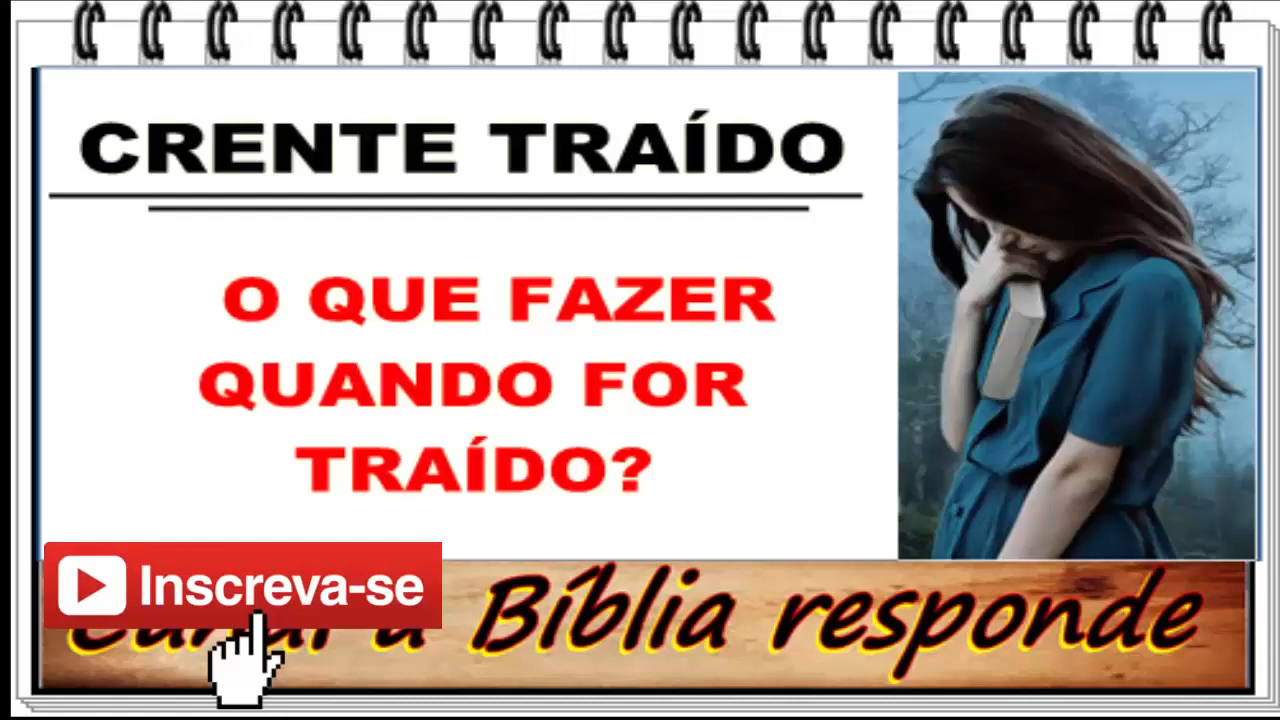 CRENTE TRAÍDO
O QUE FAZER
QUANDO FOR
TRAÍDO?
Inscreva-se
Bíblia responde